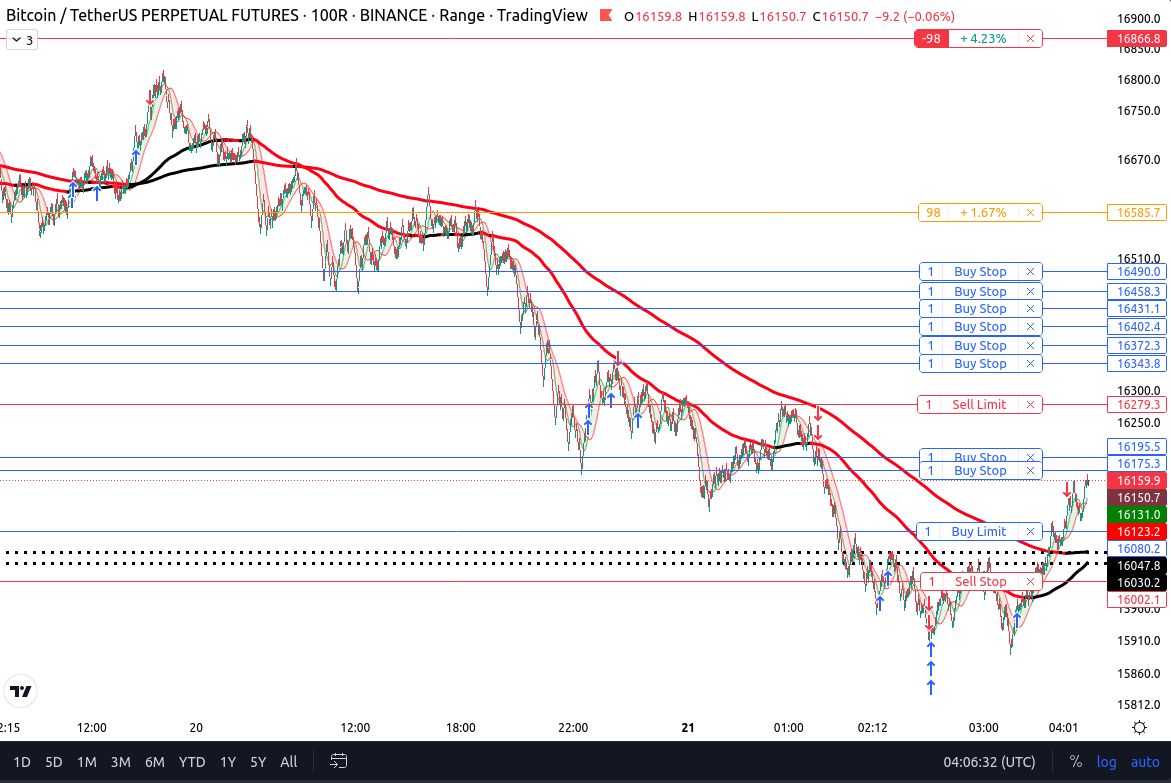 Bitcoin / TetherUS PERPETUAL FUTURES · 100R · BINANCE · Range · TradingView O16159.8 H16159.8 L16150.7 C16150.7 −9.2 (−0.06%)
16900.0
3
-98 + 4.23% × 16866.8
16850.0
16800.0
16750.0
16670.0
98 + 1.67% × 16585.7
16510.0
1 Buy Stop × 16490.0
1 Buy Stop × 16458.3
1 Buy Stop × 16431.1
1 Buy Stop × 16402.4
1 Buy Stop × 16372.3
1 Buy Stop × 16343.8
16300.0
1 Sell Limit × 16279.3
16250.0
1 Buy Stop × 16195.5
1 Buy Stop × 16175.3
16159.9
16150.7
16131.0
1 Buy Limit × 16123.2
16080.2
16047.8
1 Sell Stop × 16030.2
16002.1
15960.0
15910.0
15860.0
15812.0
2:15 12:00 20 12:00 18:00 22:00 21 01:00 02:12 03:00 04:01
1D 5D 1M 3M 6M YTD 1Y 5Y All 04:06:32 (UTC) % log auto